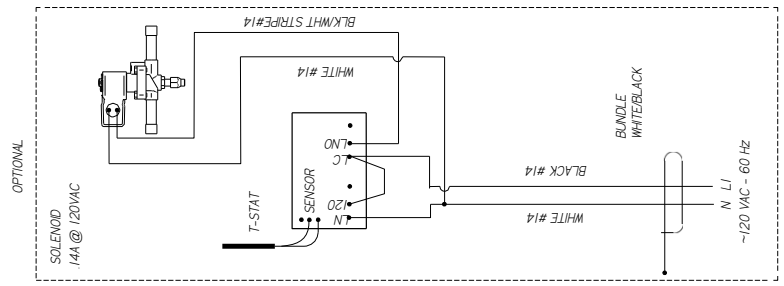 BLK/WHT STRIPE#14
WHITE #14
OPTIONAL
SOLENOID
.14A @ 120VAC
T-STAT
SENSOR
LNO
LC
120
LN
BLACK #14
WHITE #14
BUNDLE
WHITE/BLACK
L1
N
~120 VAC - 60 Hz